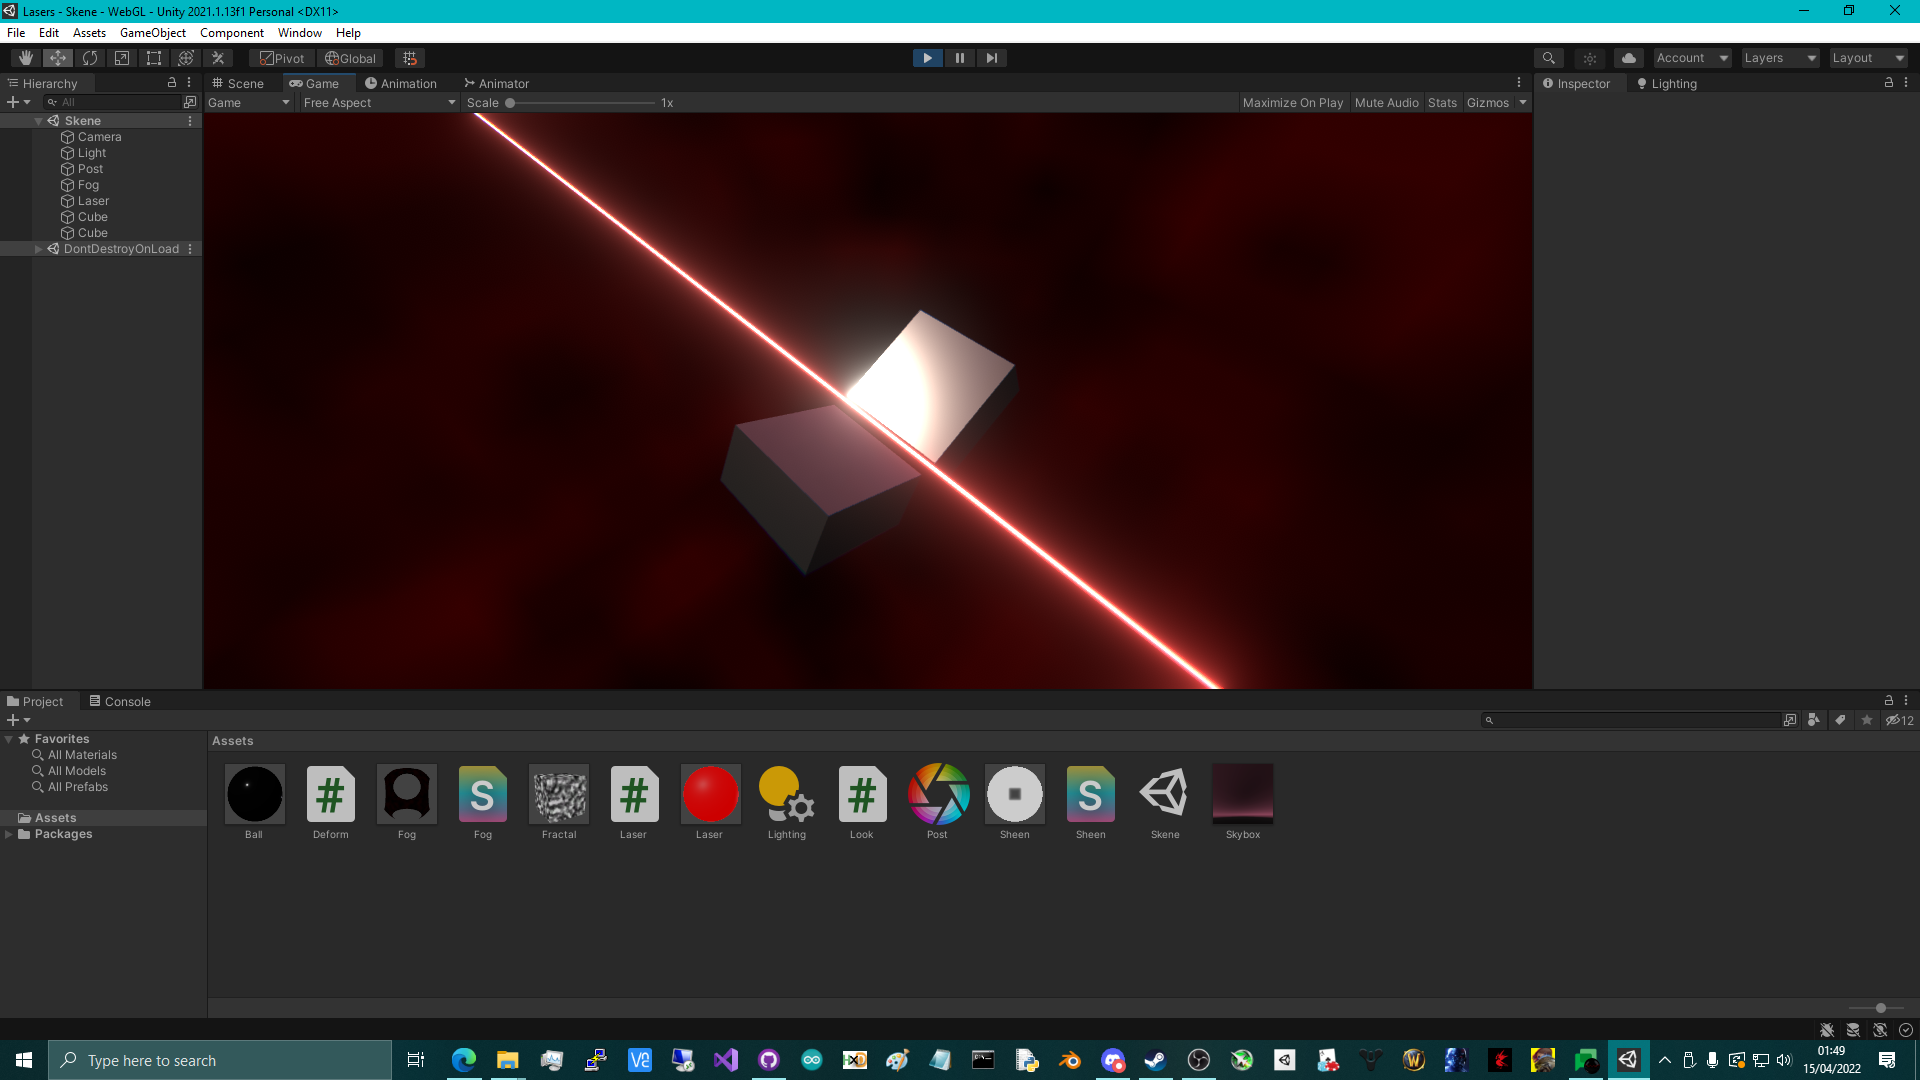 Lasers - Skene - WebGL - Unity 2021.1.13f1 Personal <DX11>
File Edit Assets GameObject Component Window Help
Pivot Global Account Layers Layout
Hierarchy Scene Game Animation Animator Inspector Lighting
All Game Free Aspect Scale 1x Maximize On Play Mute Audio Stats Gizmos
Skene
Camera
Light
Post
Fog
Laser
Cube
Cube
DontDestroyOnLoad
Project Console
12
Favorites Assets
All Materials
All Models
All Prefabs
Assets
Packages
Ball Deform Fog Fog Fractal Laser Laser Lighting Look Post Sheen Sheen Skene Skybox
Type here to search
01:49
15/04/2022